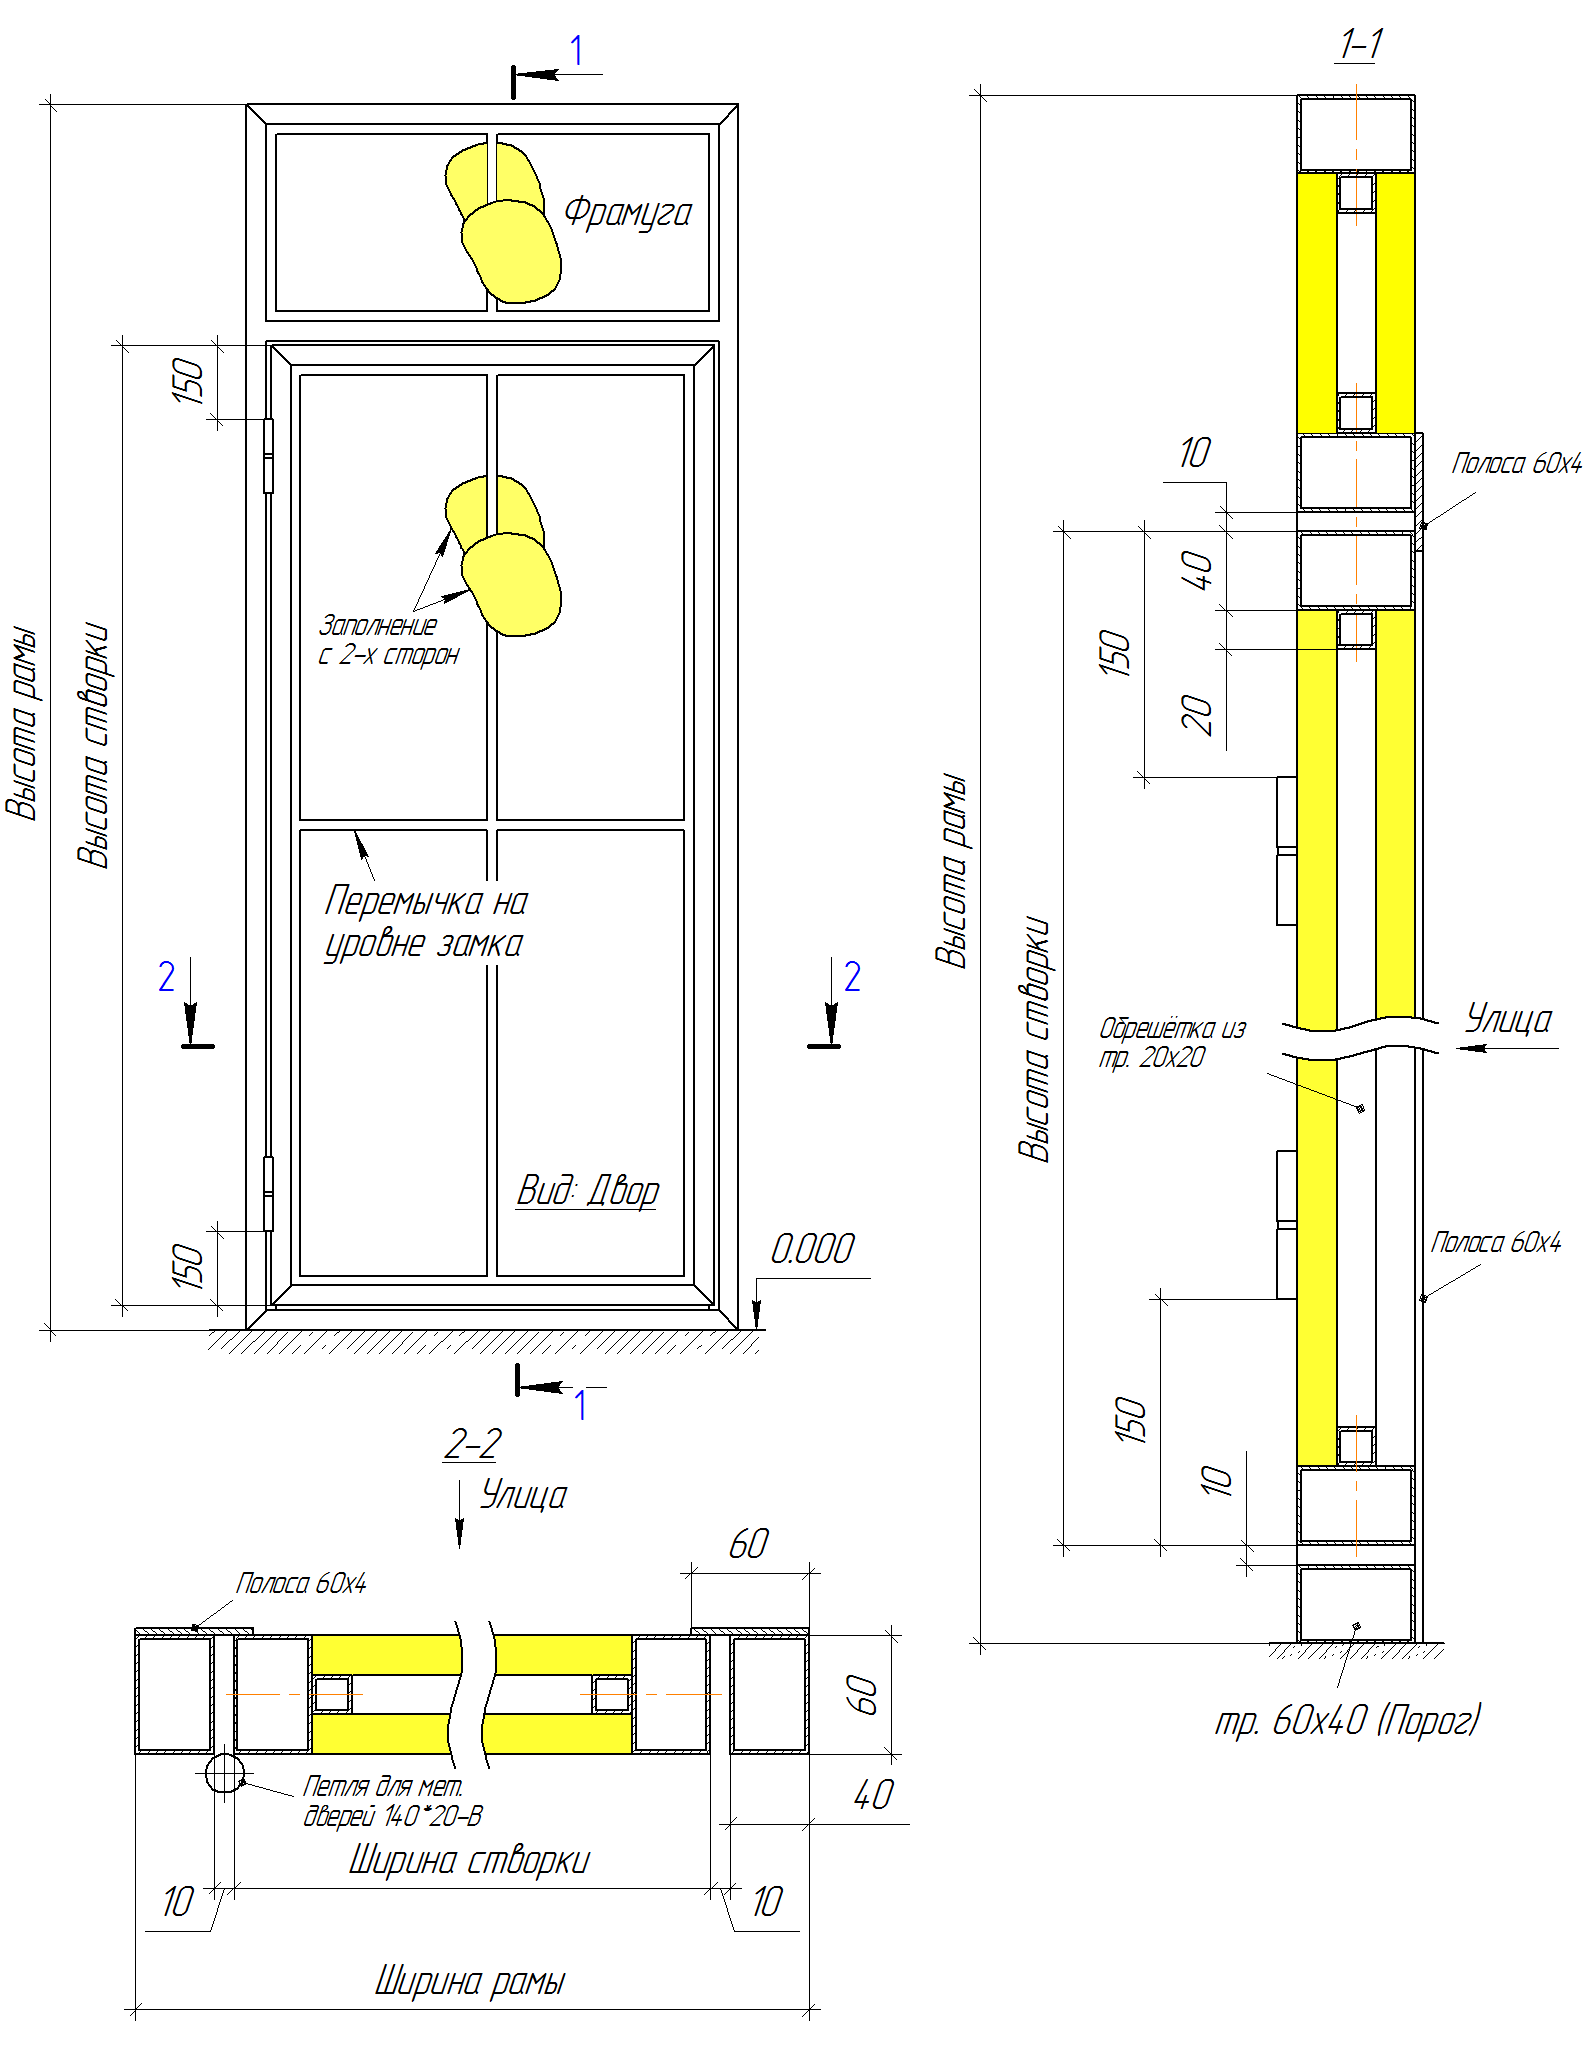 1
1-1
Фрамуга
150
10
Полоса 60х4
40
150
Заполнение
с 2-х сторон
Высота рамы
Высота створки
20
Высота рамы
Перемычка на
уровне замка
2
2
Высота створки
Обрешётка из
тр. 20х20
Улица
Вид: Двор
0.000
150
Полоса 60х4
1
150
2-2
10
Улица
60
Полоса 60х4
60
тр. 60х40 (Порог)
Петля для мет.
дверей 140*20-В
40
Ширина створки
10
10
Ширина рамы